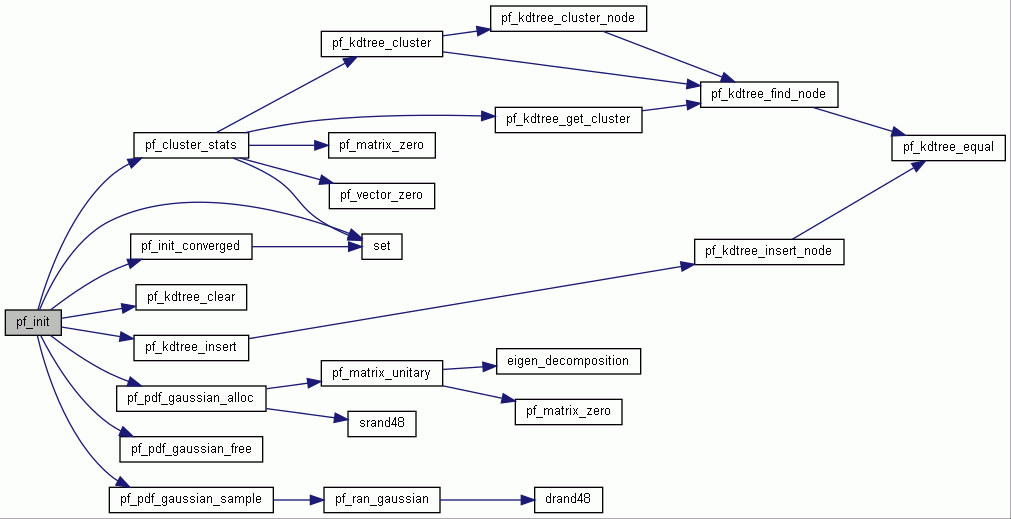 pf_kdtree_cluster_node
pf_kdtree_cluster
pf_kdtree_find_node
pf_kdtree_get_cluster
pf_cluster_stats
pf_matrix_zero
pf_kdtree_equal
pf_vector_zero
pf_init_converged
set
pf_kdtree_insert_node
pf_kdtree_clear
pf_init
pf_kdtree_insert
eigen_decomposition
pf_matrix_unitary
pf_pdf_gaussian_alloc
pf_matrix_zero
srand48
pf_pdf_gaussian_free
pf_pdf_gaussian_sample
pf_ran_gaussian
drand48